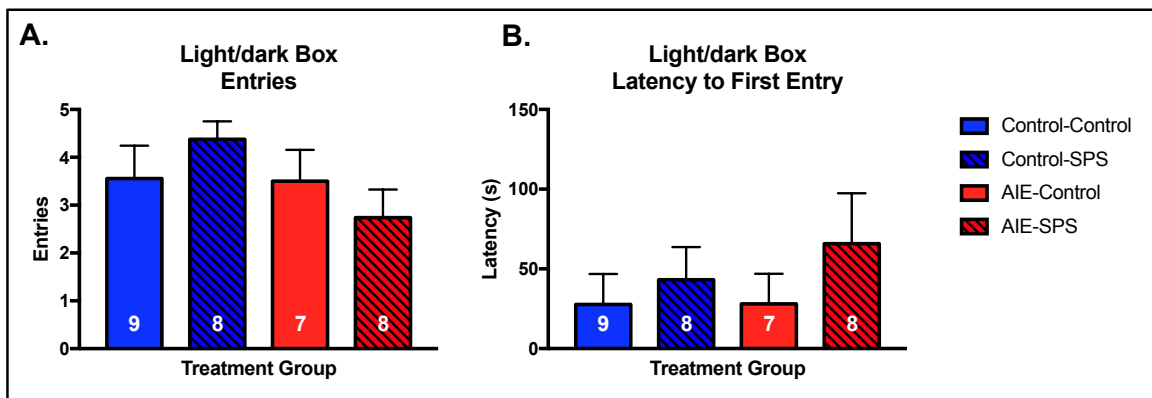 A.
Light/dark Box
Entries
Entries
5
4
3
2
1
0
9
8
7
8
Treatment Group
B.
Light/dark Box
Latency to First Entry
Latency (s)
150
100
50
0
9
8
7
8
Treatment Group
Control-Control
Control-SPS
AIE-Control
AIE-SPS